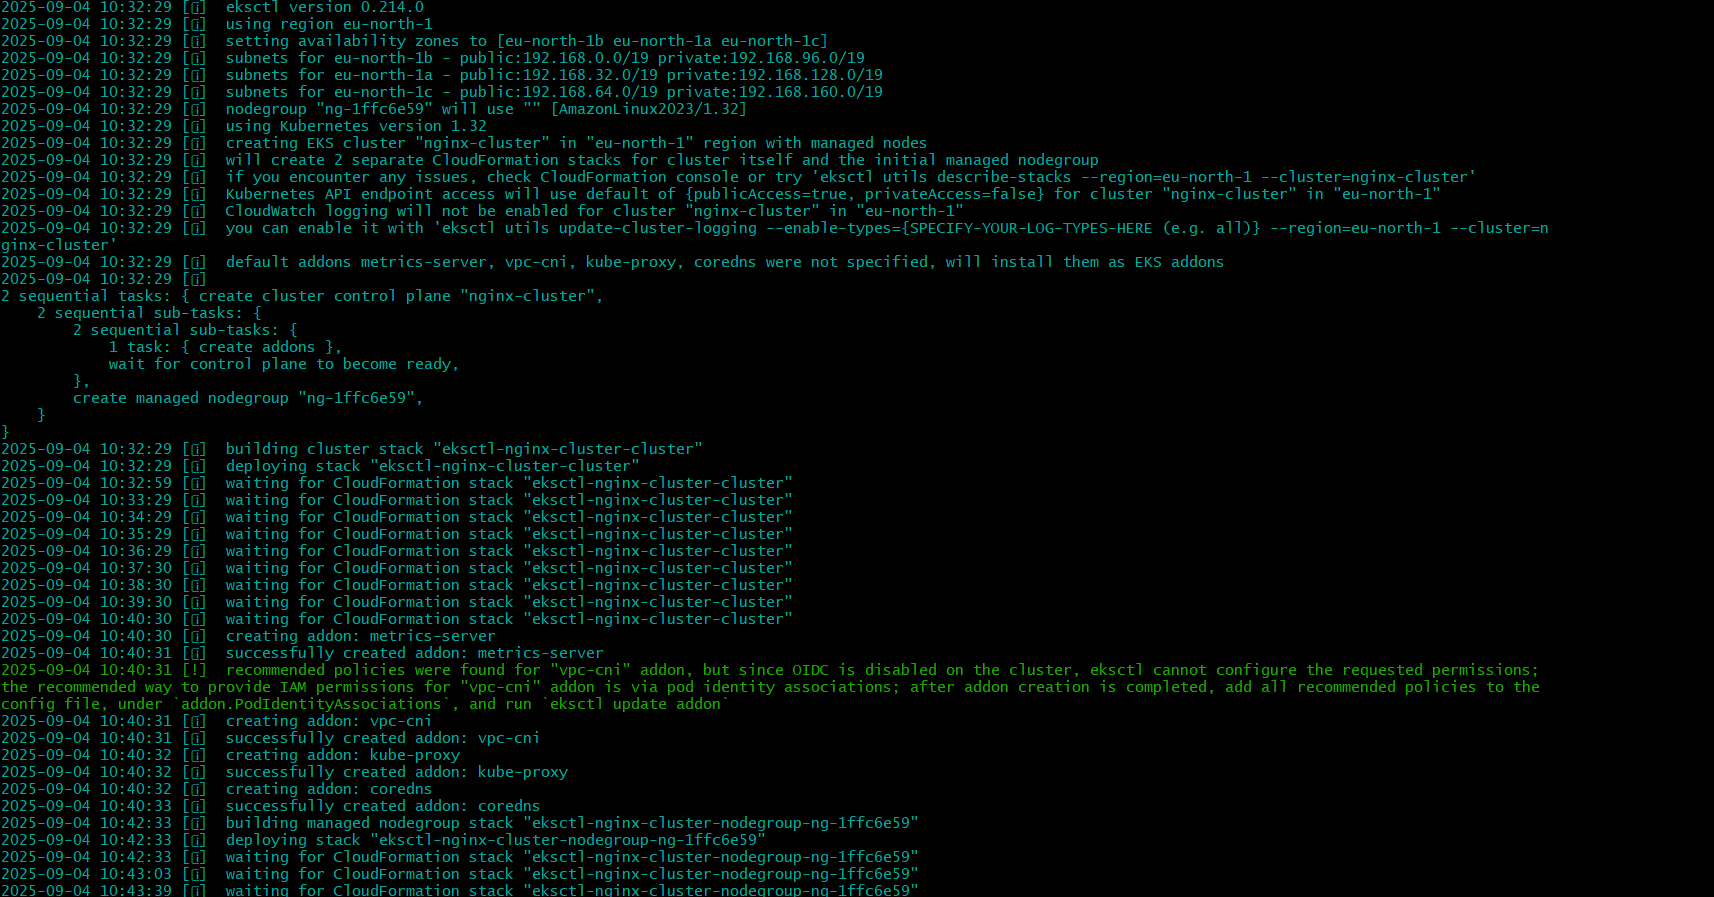 2025-09-04 10:32:29 [ℹ]  eksctl version 0.214.0
2025-09-04 10:32:29 [ℹ]  using region eu-north-1
2025-09-04 10:32:29 [ℹ]  setting availability zones to [eu-north-1b eu-north-1a eu-north-1c]
2025-09-04 10:32:29 [ℹ]  subnets for eu-north-1b - public:192.168.0.0/19 private:192.168.96.0/19
2025-09-04 10:32:29 [ℹ]  subnets for eu-north-1a - public:192.168.32.0/19 private:192.168.128.0/19
2025-09-04 10:32:29 [ℹ]  subnets for eu-north-1c - public:192.168.64.0/19 private:192.168.160.0/19
2025-09-04 10:32:29 [ℹ]  nodegroup "ng-1ffc6e59" will use "" [AmazonLinux2023/1.32]
2025-09-04 10:32:29 [ℹ]  using Kubernetes version 1.32
2025-09-04 10:32:29 [ℹ]  creating EKS cluster "nginx-cluster" in "eu-north-1" region with managed nodes
2025-09-04 10:32:29 [ℹ]  will create 2 separate CloudFormation stacks for cluster itself and the initial managed nodegroup
2025-09-04 10:32:29 [ℹ]  if you encounter any issues, check CloudFormation console or try 'eksctl utils describe-stacks --region=eu-north-1 --cluster=nginx-cluster'
2025-09-04 10:32:29 [ℹ]  Kubernetes API endpoint access will use default of {publicAccess=true, privateAccess=false} for cluster "nginx-cluster" in "eu-north-1"
2025-09-04 10:32:29 [ℹ]  CloudWatch logging will not be enabled for cluster "nginx-cluster" in "eu-north-1"
2025-09-04 10:32:29 [ℹ]  you can enable it with 'eksctl utils update-cluster-logging --enable-types={SPECIFY-YOUR-LOG-TYPES-HERE (e.g. all)} --region=eu-north-1 --cluster=n
ginx-cluster'
2025-09-04 10:32:29 [ℹ]  default addons metrics-server, vpc-cni, kube-proxy, coredns were not specified, will install them as EKS addons
2025-09-04 10:32:29 [ℹ]
2 sequential tasks: { create cluster control plane "nginx-cluster",
    2 sequential sub-tasks: {
        2 sequential sub-tasks: {
            1 task: { create addons },
            wait for control plane to become ready,
        },
        create managed nodegroup "ng-1ffc6e59",
    }
}
2025-09-04 10:32:29 [ℹ]  building cluster stack "eksctl-nginx-cluster-cluster"
2025-09-04 10:32:29 [ℹ]  deploying stack "eksctl-nginx-cluster-cluster"
2025-09-04 10:32:59 [ℹ]  waiting for CloudFormation stack "eksctl-nginx-cluster-cluster"
2025-09-04 10:33:29 [ℹ]  waiting for CloudFormation stack "eksctl-nginx-cluster-cluster"
2025-09-04 10:34:29 [ℹ]  waiting for CloudFormation stack "eksctl-nginx-cluster-cluster"
2025-09-04 10:35:29 [ℹ]  waiting for CloudFormation stack "eksctl-nginx-cluster-cluster"
2025-09-04 10:36:29 [ℹ]  waiting for CloudFormation stack "eksctl-nginx-cluster-cluster"
2025-09-04 10:37:30 [ℹ]  waiting for CloudFormation stack "eksctl-nginx-cluster-cluster"
2025-09-04 10:38:30 [ℹ]  waiting for CloudFormation stack "eksctl-nginx-cluster-cluster"
2025-09-04 10:39:30 [ℹ]  waiting for CloudFormation stack "eksctl-nginx-cluster-cluster"
2025-09-04 10:40:30 [ℹ]  waiting for CloudFormation stack "eksctl-nginx-cluster-cluster"
2025-09-04 10:40:30 [ℹ]  creating addon: metrics-server
2025-09-04 10:40:31 [ℹ]  successfully created addon: metrics-server
2025-09-04 10:40:31 [!]  recommended policies were found for "vpc-cni" addon, but since OIDC is disabled on the cluster, eksctl cannot configure the requested permissions;
the recommended way to provide IAM permissions for "vpc-cni" addon is via pod identity associations; after addon creation is completed, add all recommended policies to the
config file, under `addon.PodIdentityAssociations`, and run `eksctl update addon`
2025-09-04 10:40:31 [ℹ]  creating addon: vpc-cni
2025-09-04 10:40:31 [ℹ]  successfully created addon: vpc-cni
2025-09-04 10:40:32 [ℹ]  creating addon: kube-proxy
2025-09-04 10:40:32 [ℹ]  successfully created addon: kube-proxy
2025-09-04 10:40:32 [ℹ]  creating addon: coredns
2025-09-04 10:40:33 [ℹ]  successfully created addon: coredns
2025-09-04 10:42:33 [ℹ]  building managed nodegroup stack "eksctl-nginx-cluster-nodegroup-ng-1ffc6e59"
2025-09-04 10:42:33 [ℹ]  deploying stack "eksctl-nginx-cluster-nodegroup-ng-1ffc6e59"
2025-09-04 10:42:33 [ℹ]  waiting for CloudFormation stack "eksctl-nginx-cluster-nodegroup-ng-1ffc6e59"
2025-09-04 10:43:03 [ℹ]  waiting for CloudFormation stack "eksctl-nginx-cluster-nodegroup-ng-1ffc6e59"
2025-09-04 10:43:39 [ℹ]  waiting for CloudFormation stack "eksctl-nginx-cluster-nodegroup-ng-1ffc6e59"